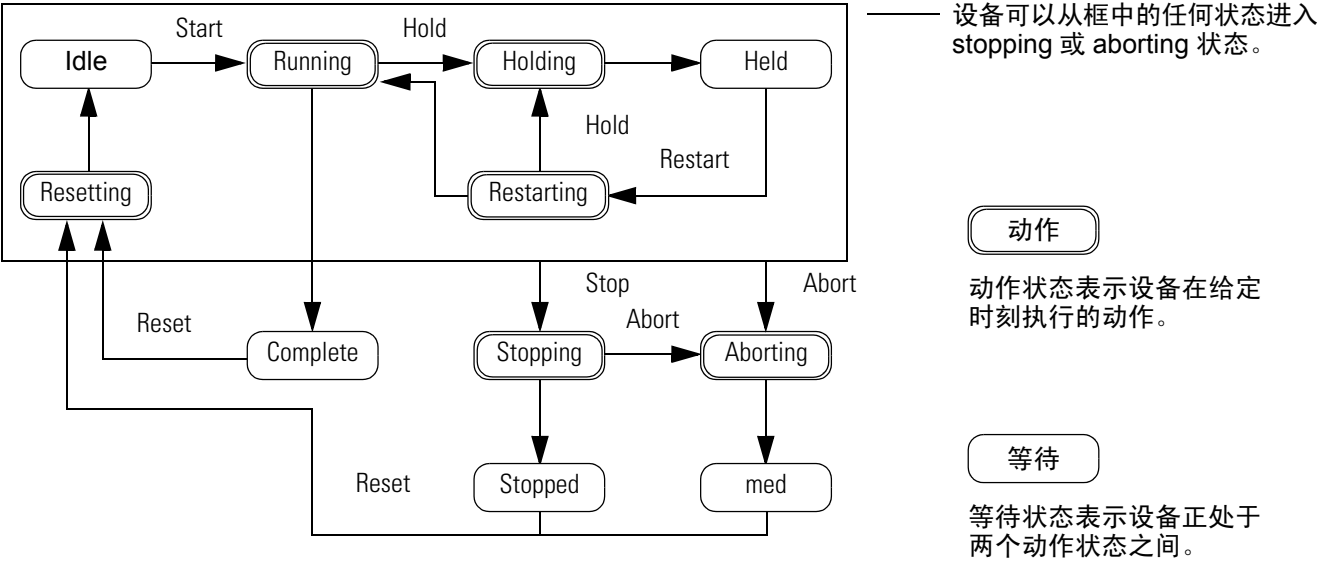 设备可以从框中的任何状态进入
stopping 或 aborting 状态。
Start
Hold
Idle
Running
Holding
Held
Hold
Restart
Resetting
Restarting
动作
Stop
Abort
动作状态表示设备在给定
时刻执行的动作。
Reset
Abort
Complete
Stopping
Aborting
等待
Reset
Stopped
med
等待状态表示设备正处于
两个动作状态之间。